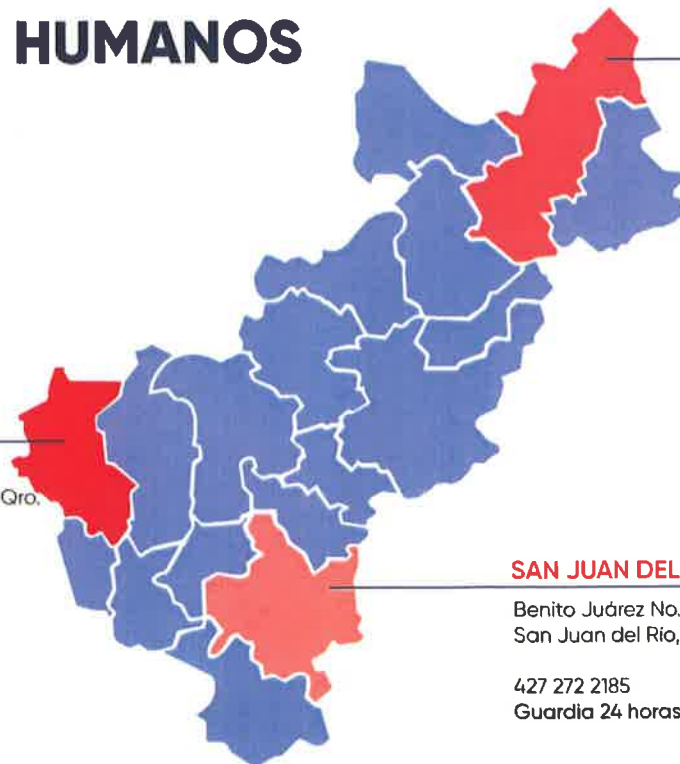 HUMANOS
Qro.
SAN JUAN DEL
Benito Juárez No.
San Juan del Río,
427 272 2185
Guardia 24 horas